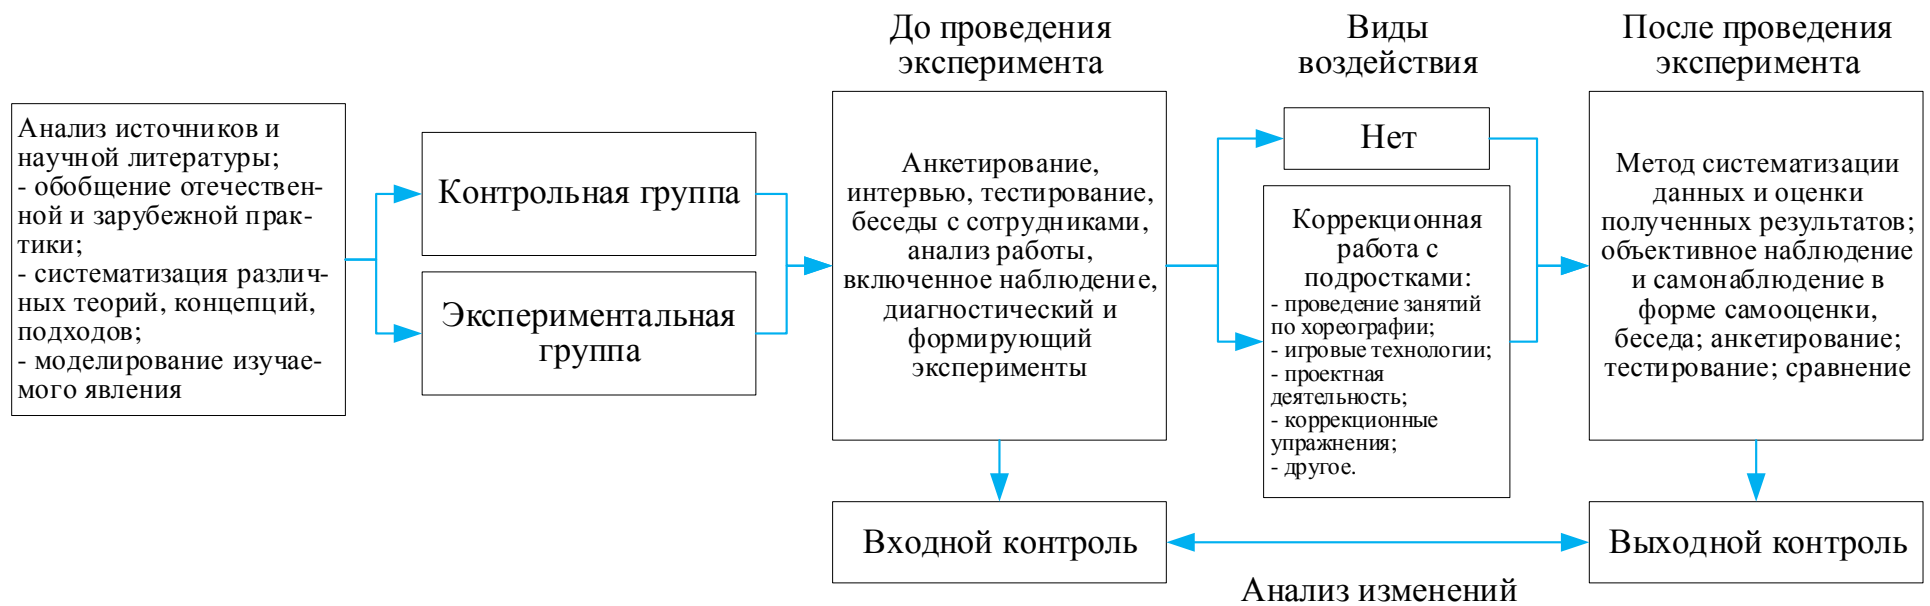 Анализ источников и
научной литературы;
- обобщение отечествен-
ной и зарубежной прак-
тики;
- систематизация различ-
ных теорий, концепций,
подходов;
- моделирование изучае-
мого явления
Контрольная группа
Экспериментальная
группа
До проведения
эксперимента
Анкетирование,
интервью, тестирование,
беседы с сотрудниками,
анализ работы,
включенное наблюдение,
диагностический и
формирующий
эксперименты
Входной контроль
Виды
воздействия
Нет
Коррекционная
работа с
подростками:
- проведение занятий
по хореографии;
- игровые технологии;
- проектная
деятельность;
- коррекционные
упражнения;
- другое.
После проведения
эксперимента
Метод систематизации
данных и оценки
полученных результатов;
объективное наблюдение
и самонаблюдение в
форме самооценки,
беседа; анкетирование;
тестирование; сравнение
Выходной контроль
Анализ изменений